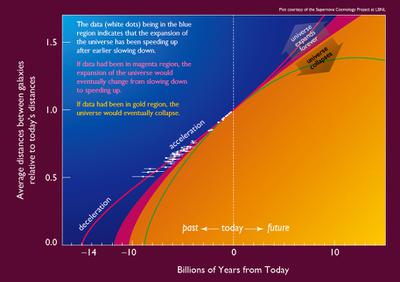 Plot courtesy of the Supernova Cosmology Project at LBNL
The data (white dots) being in the blue
region indicates that the expansion of
the universe has been speeding up
after earlier slowing down.
If data had been in magenta region, the
expansion of the universe would
eventually change from slowing down
to speeding up.
If data had been in gold region, the
universe would eventually collapse.
universe
expands
forever
universe
collapses
Average distances between galaxies
relative to today's distances
1.5
1.0
0.5
0.0
acceleration
deceleration
past today future
−14 −10 0 10
Billions of Years from Today